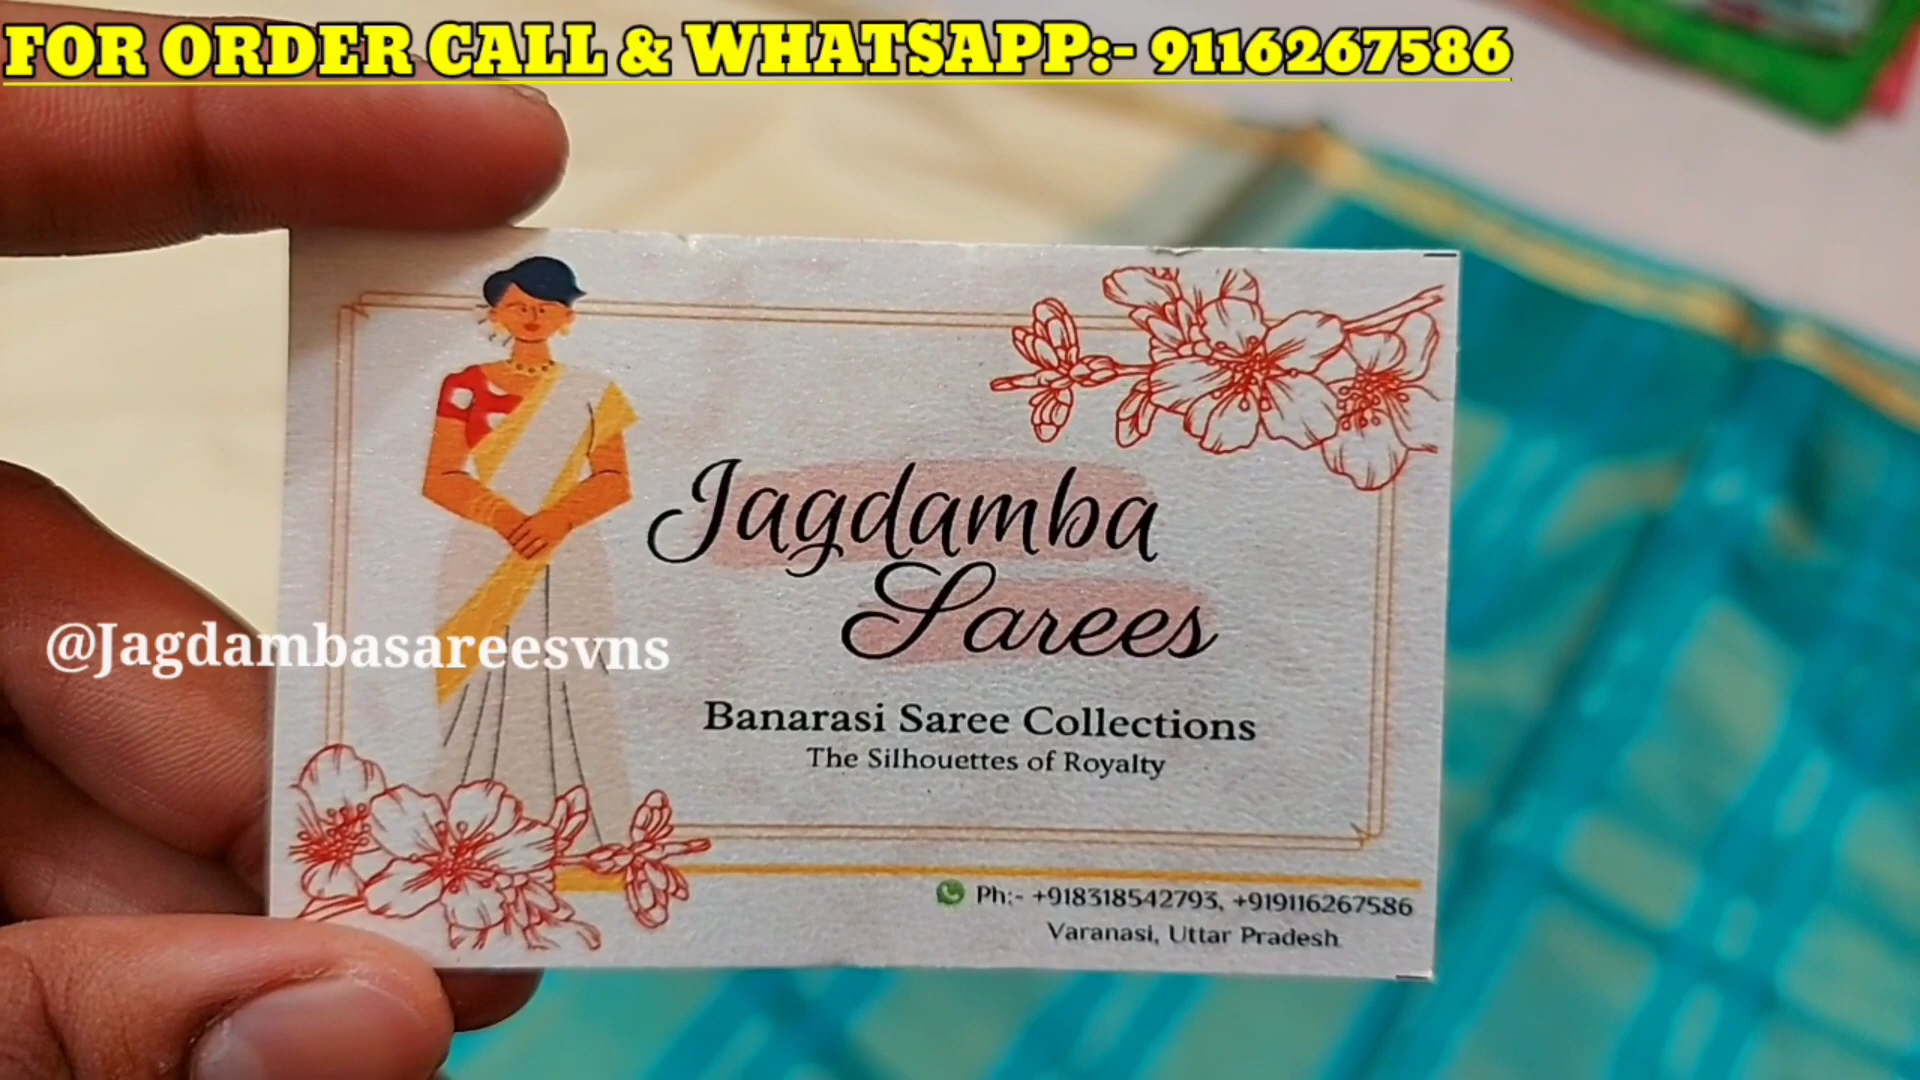 FOR ORDER CALL & WHATSAPP:- 9116267586
Jagdamba
Sarees
@Jagdambasareesvns
Banarasi Saree Collections
The Silhouettes of Royalty
Ph:- +918318542793, +919116267586
Varanasi, Uttar Pradesh